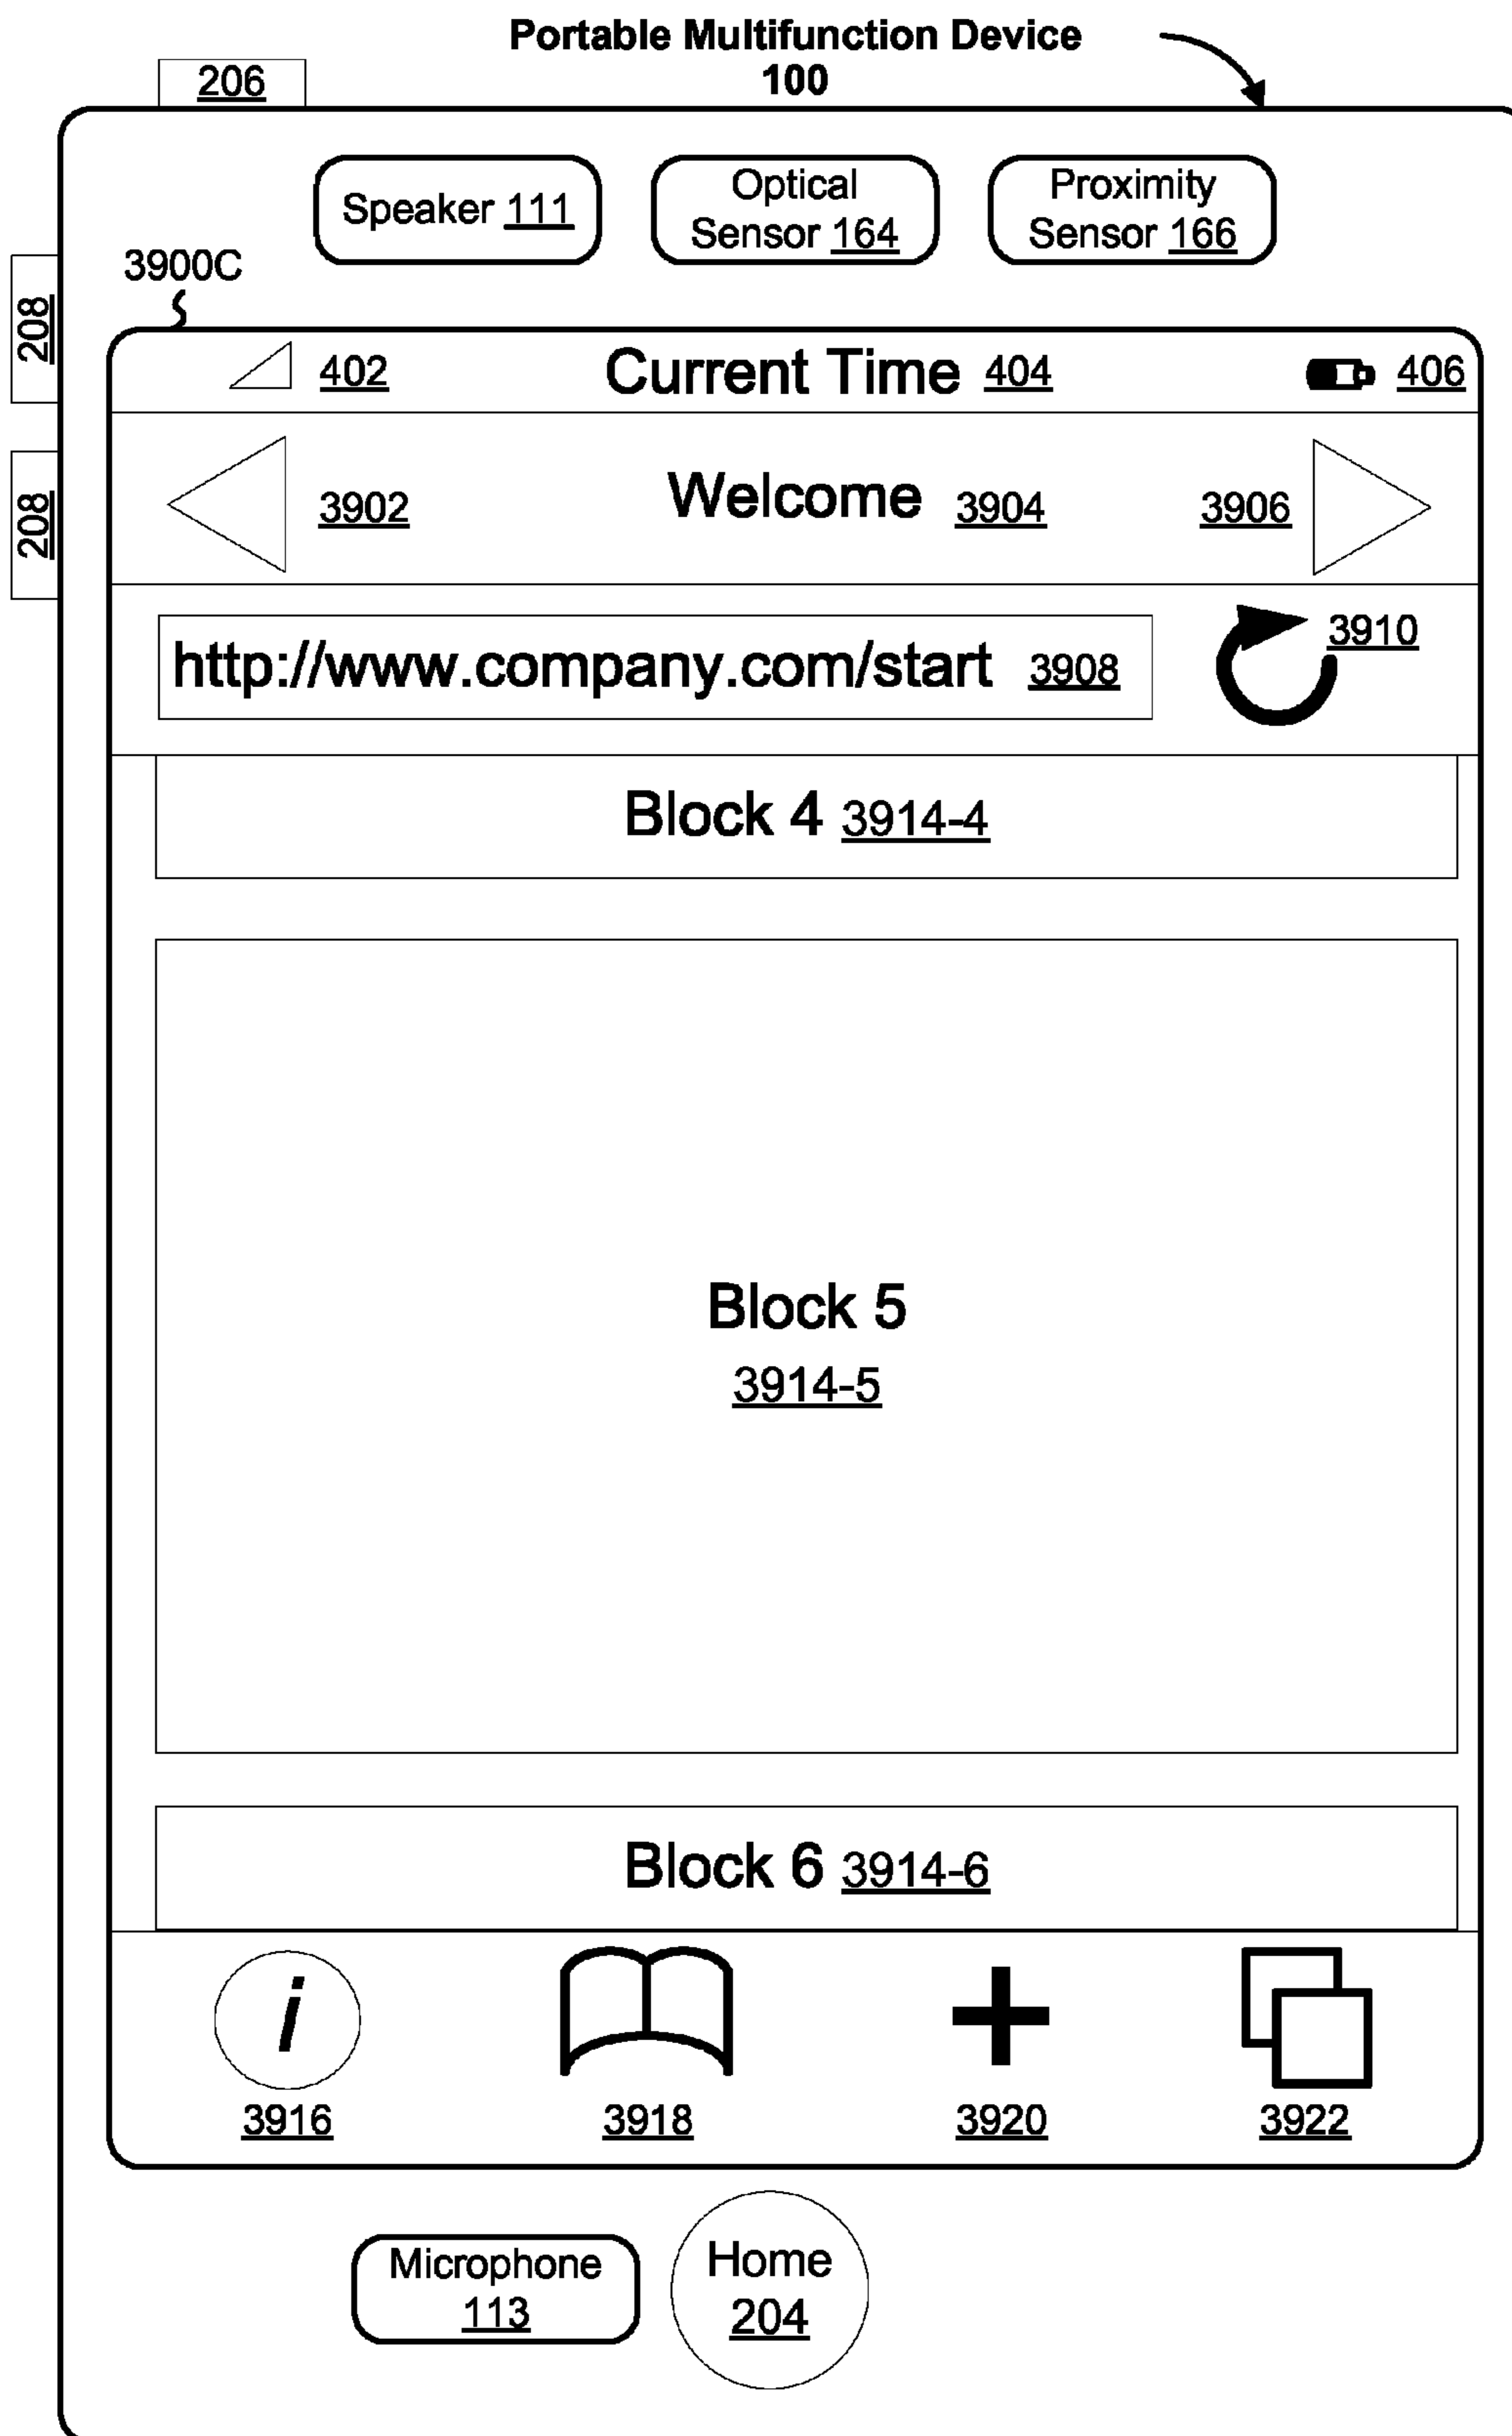 Portable Multifunction Device
100
206
Speaker 111
Optical
Sensor 164
Proximity
Sensor 166
3900C
208
208
402
Current Time 404
406
3902
Welcome 3904
3906
http://www.company.com/start 3908
3910
Block 4 3914-4
Block 5
3914-5
Block 6 3914-6
i
3916
3918
3920
3922
Microphone
113
Home
204